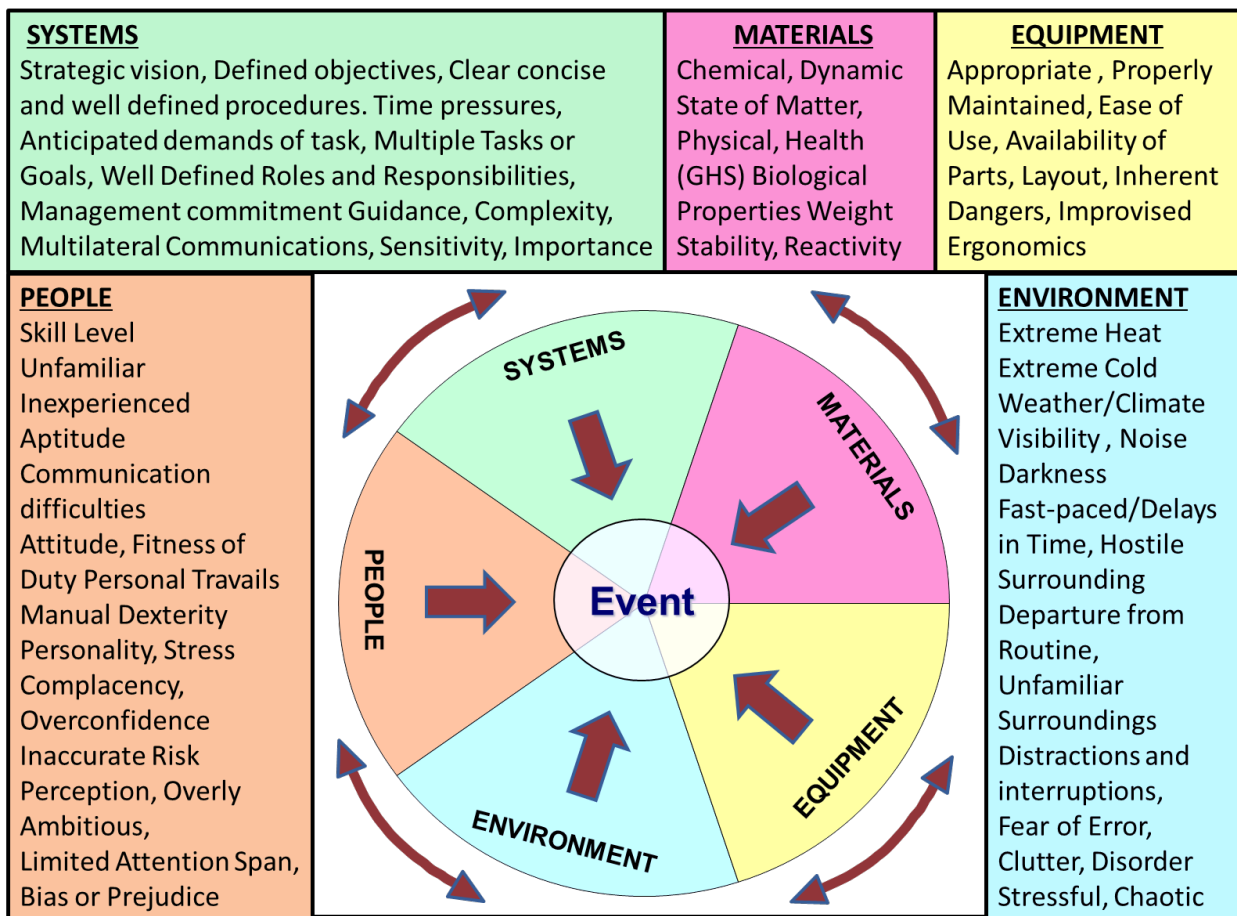 SYSTEMS
Strategic vision, Defined objectives, Clear concise
and well defined procedures. Time pressures,
Anticipated demands of task, Multiple Tasks or
Goals, Well Defined Roles and Responsibilities,
Management commitment Guidance, Complexity,
Multilateral Communications, Sensitivity, Importance
MATERIALS
Chemical, Dynamic
State of Matter,
Physical, Health
(GHS) Biological
Properties Weight
Stability, Reactivity
EQUIPMENT
Appropriate , Properly
Maintained, Ease of
Use, Availability of
Parts, Layout, Inherent
Dangers, Improvised
Ergonomics
PEOPLE
Skill Level
Unfamiliar
Inexperienced
Aptitude
Communication
difficulties
Attitude, Fitness of
Duty Personal Travails
Manual Dexterity
Personality, Stress
Complacency,
Overconfidence
Inaccurate Risk
Perception, Overly
Ambitious,
Limited Attention Span,
Bias or Prejudice
SYSTEMS
MATERIALS
PEOPLE
Event
EQUIPMENT
ENVIRONMENT
ENVIRONMENT
Extreme Heat
Extreme Cold
Weather/Climate
Visibility , Noise
Darkness
Fast-paced/Delays
in Time, Hostile
Surrounding
Departure from
Routine,
Unfamiliar
Surroundings
Distractions and
interruptions,
Fear of Error,
Clutter, Disorder
Stressful, Chaotic